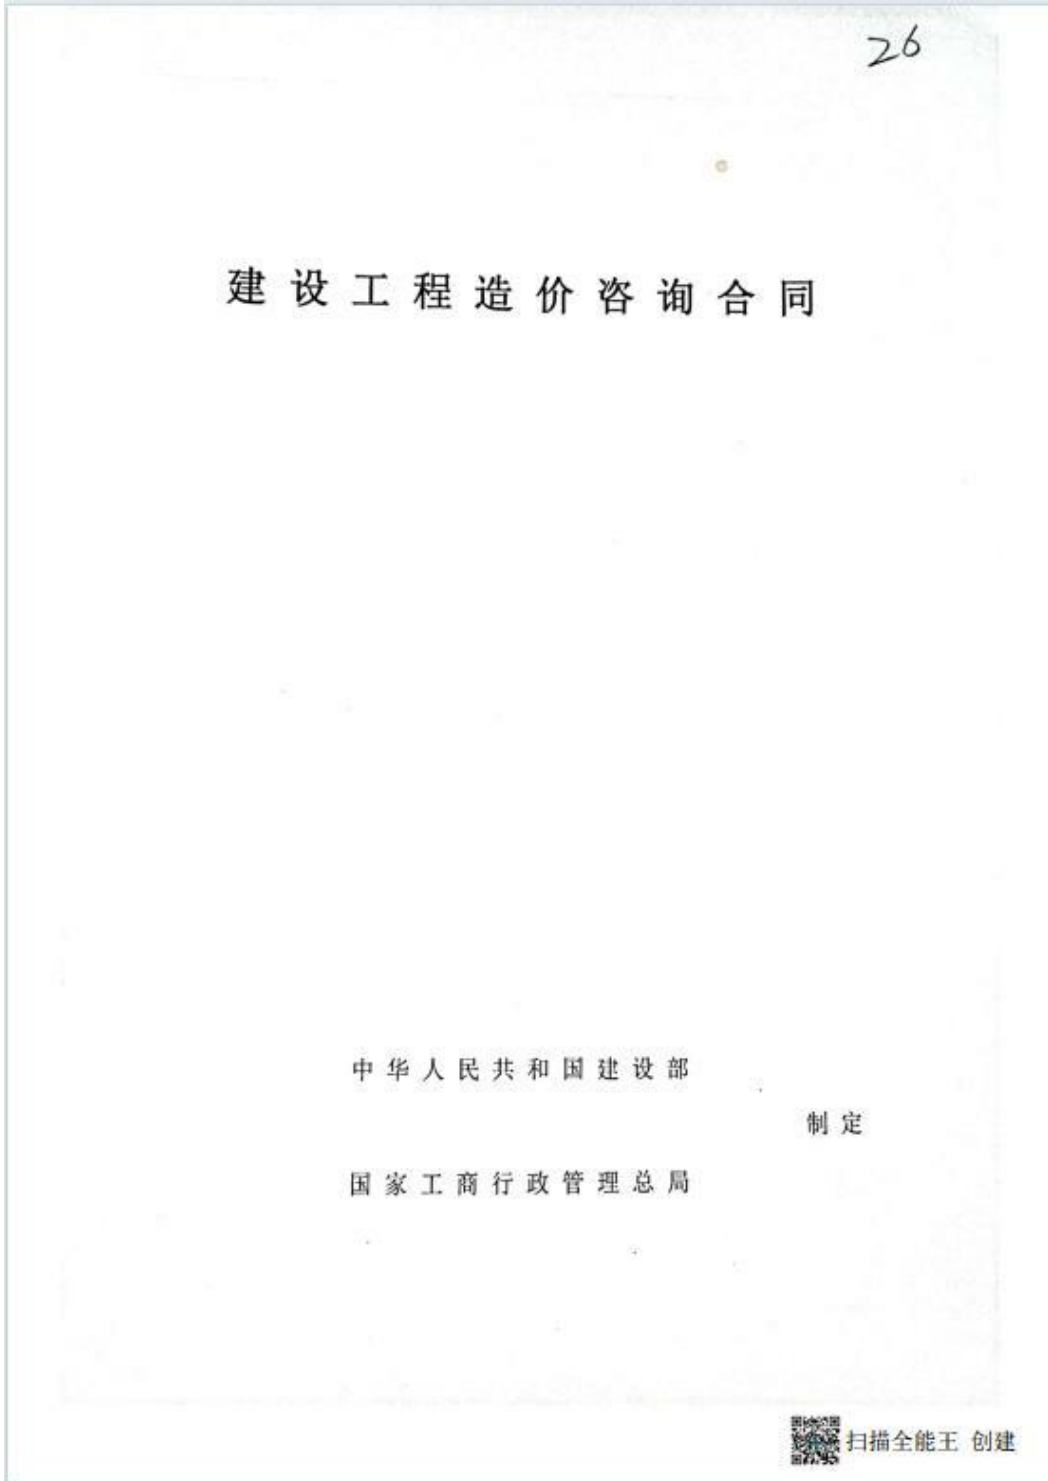 26
建设工程造价咨询合同
中华人民共和国建设部
制定
国家工商行政管理总局
扫描全能王 创建